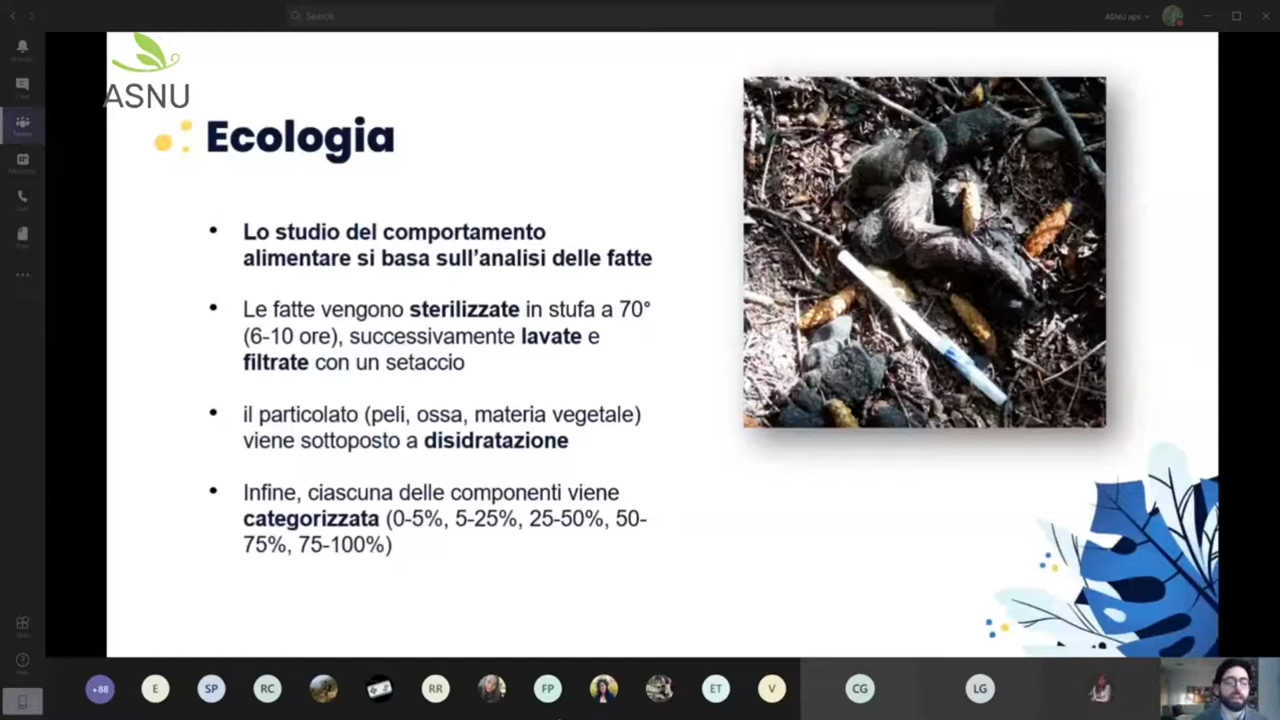 Search
ASNU aps
ASNU
Ecologia
• Lo studio del comportamento
alimentare si basa sull'analisi delle fatte
• Le fatte vengono sterilizzate in stufa a 70°
(6-10 ore), successivamente lavate e
filtrate con un setaccio
• il particolato (peli, ossa, materia vegetale)
viene sottoposto a disidratazione
• Infine, ciascuna delle componenti viene
categorizzata (0-5%, 5-25%, 25-50%, 50-
75%, 75-100%)
+88
E
SP
RC
RR
FP
ET
V
CG
LG